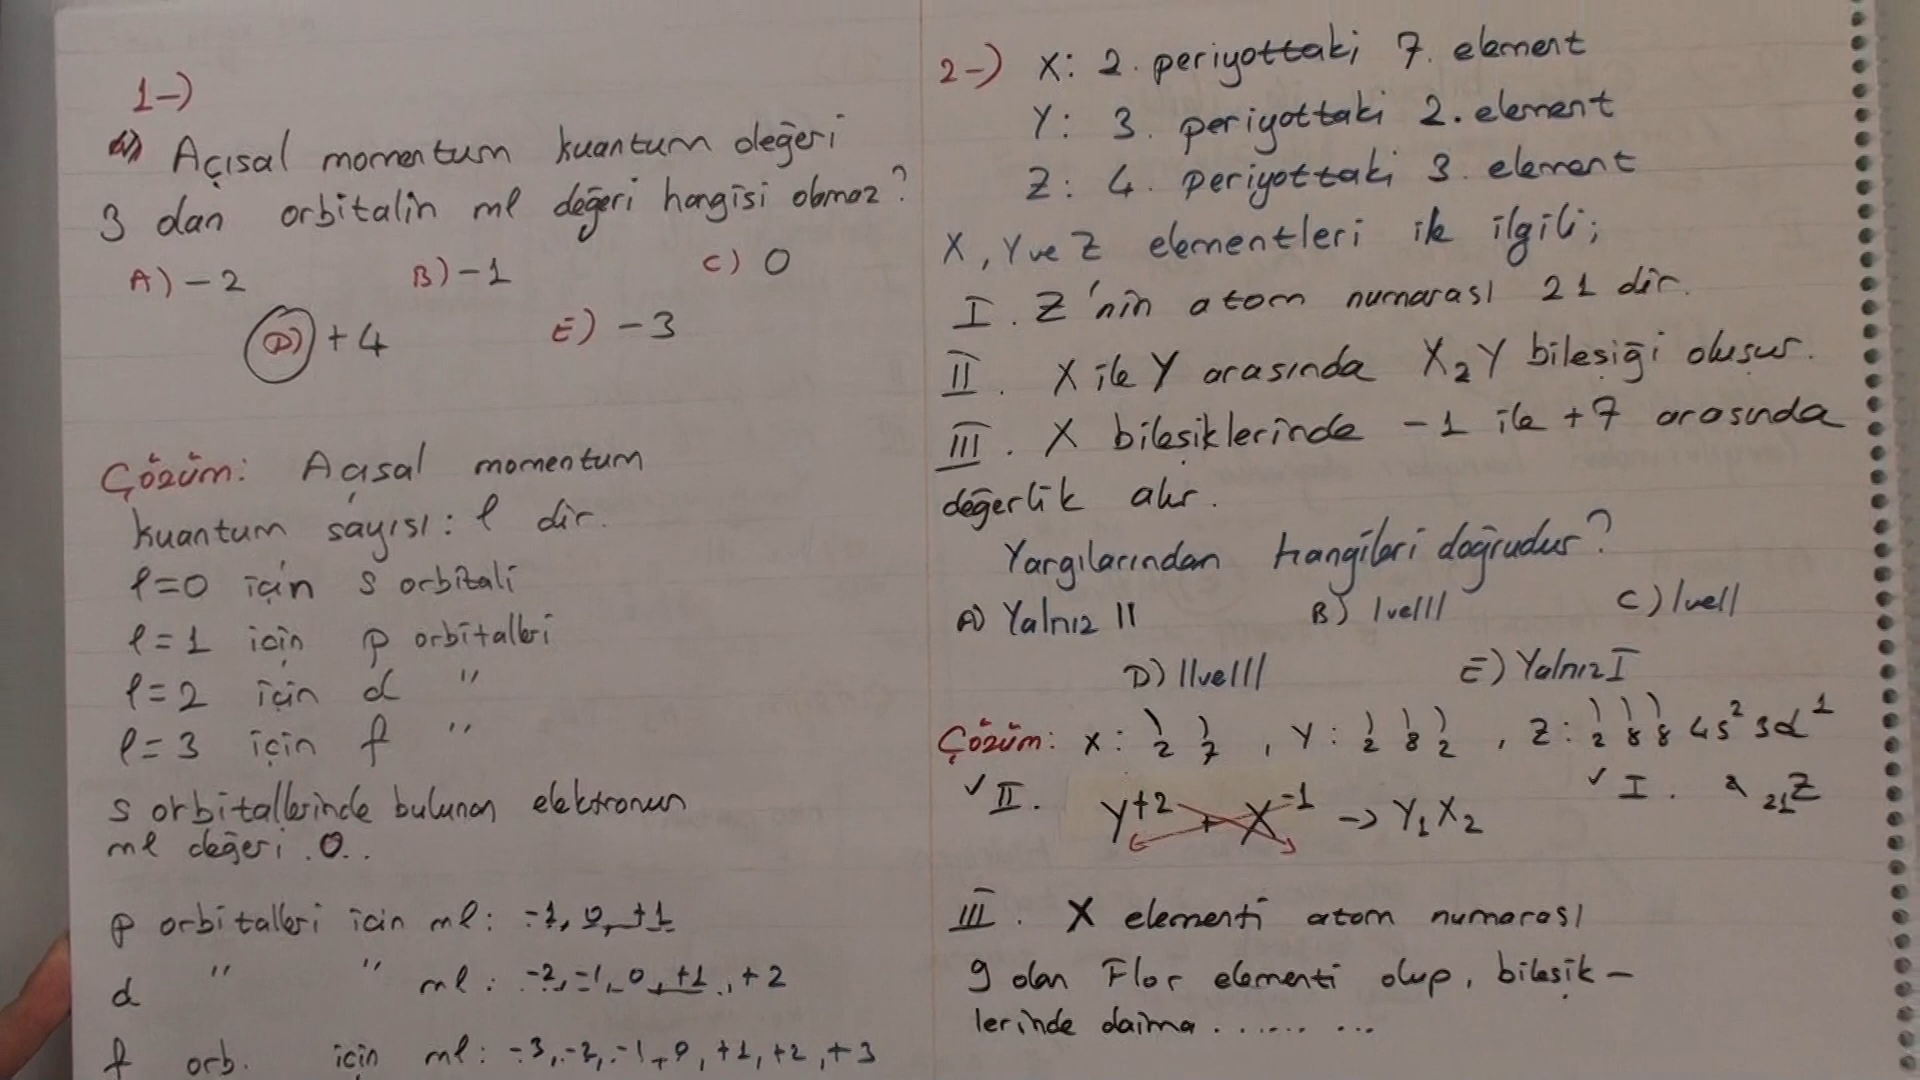 1-)
Açısal momentum kuantum değeri
3 olan orbitalin ml değeri hangisi olamaz?
A) -2 B) -1 C) 0
D) +4 E) -3
Çözüm: Açısal momentum
kuantum sayısı: l dir.
l=0 için s orbitali
l=1 için p orbitalleri
l=2 için d "
l=3 için f "
s orbitallerinde bulunan elektronun
ml değeri .0..
p orbitalleri için ml: -1, 0, +1
d " " ml: -2, -1, 0, +1, +2
f orb. için ml: -3, -2, -1, 0, +1, +2, +3
2-) X: 2. periyottaki 7. element
Y: 3. periyottaki 2. element
Z: 4. periyottaki 3. element
X, Y ve Z elementleri ile ilgili;
I. Z'nin atom numarası 21 dir.
II. X ile Y arasında X₂Y bileşiği oluşur.
III. X bileşiklerinde -1 ile +7 arasında
değerlik alır.
Yargılarından hangileri doğrudur?
A) Yalnız II B) I ve III C) I ve II
D) II ve III E) Yalnız I
Çözüm: X: ) ) 2 7, Y: ) ) ) 2 8 2, Z: ) ) ) 2 8 8 4s² 3d¹
✓ II. Y⁺² + X⁻¹ -> Y₁X₂ ✓ I. ₂₁Z
III. X elementi atom numarası
9 olan Flor elementi olup, bileşik-
lerinde daima . . . . . . . . .